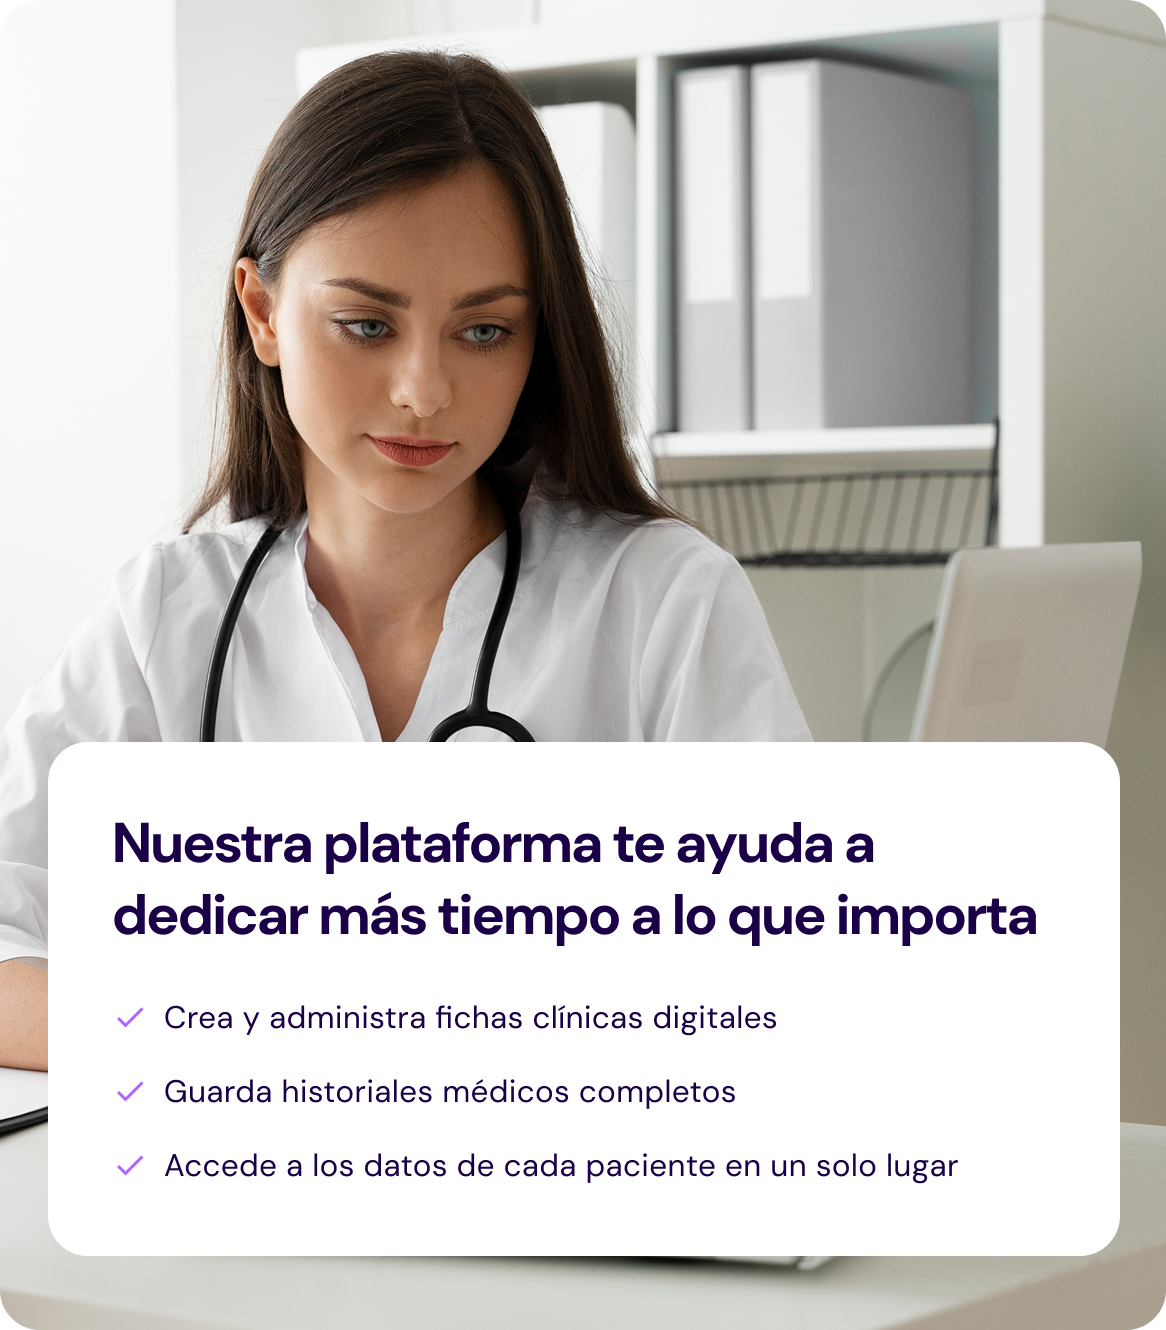 Nuestra plataforma te ayuda a
dedicar más tiempo a lo que importa
Crea y administra fichas clínicas digitales
Guarda historiales médicos completos
Accede a los datos de cada paciente en un solo lugar